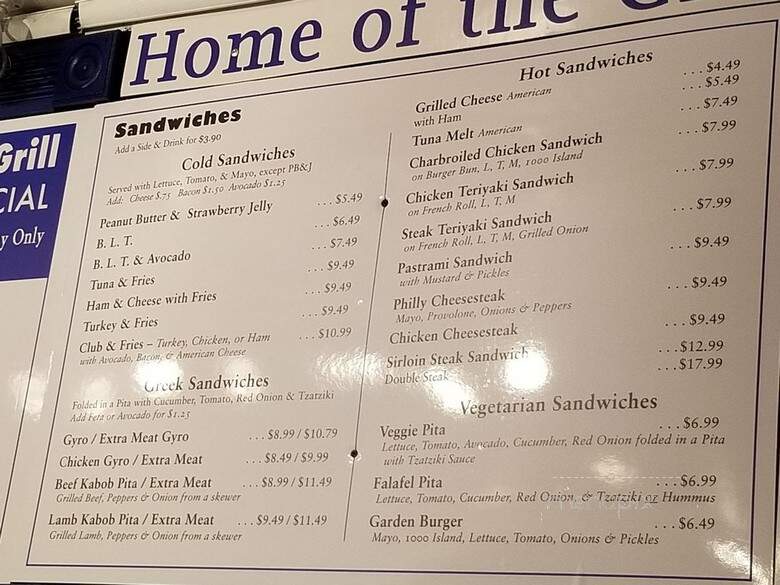 Home of the
Grill
CIAL
y Only
Sandwiches
Add a Side & Drink for $3.90
Cold Sandwiches
Served with Lettuce, Tomato, & Mayo, except PB&J
Add: Cheese $.75 Bacon $1.50 Avocado $1.25
Peanut Butter & Strawberry Jelly ...$5.49
B. L. T. ...$6.49
B. L. T. & Avocado ...$7.49
Tuna & Fries ...$9.49
Ham & Cheese with Fries ...$9.49
Turkey & Fries ...$9.49
Club & Fries – Turkey, Chicken, or Ham ...$10.99
with Avocado, Bacon, & American Cheese
Greek Sandwiches
Folded in a Pita with Cucumber, Tomato, Red Onion & Tzatziki
Add Feta or Avocado for $1.25
Gyro / Extra Meat Gyro ...$8.99 / $10.79
Chicken Gyro / Extra Meat ...$8.49 / $9.99
Beef Kabob Pita / Extra Meat ...$8.99 / $11.49
Grilled Beef, Peppers & Onion from a skewer
Lamb Kabob Pita / Extra Meat ...$9.49 / $11.49
Grilled Lamb, Peppers & Onion from a skewer
Hot Sandwiches
Grilled Cheese American ...$4.49
with Ham ...$5.49
Tuna Melt American ...$7.49
Charbroiled Chicken Sandwich ...$7.99
on Burger Bun, L, T, M, 1000 Island
Chicken Teriyaki Sandwich ...$7.99
on French Roll, L, T, M
Steak Teriyaki Sandwich ...$7.99
on French Roll, L, T, M, Grilled Onion
Pastrami Sandwich ...$9.49
with Mustard & Pickles
Philly Cheesesteak ...$9.49
Mayo, Provolone, Onions & Peppers
Chicken Cheesesteak ...$9.49
Sirloin Steak Sandwich ...$12.99
Double Steak ...$17.99
Vegetarian Sandwiches
Veggie Pita ...$6.99
Lettuce, Tomato, Avocado, Cucumber, Red Onion folded in a Pita
with Tzatziki Sauce
Falafel Pita ...$6.99
Lettuce, Tomato, Cucumber, Red Onion, & Tzatziki or Hummus
Garden Burger ...$6.49
Mayo, 1000 Island, Lettuce, Tomato, Onions & Pickles